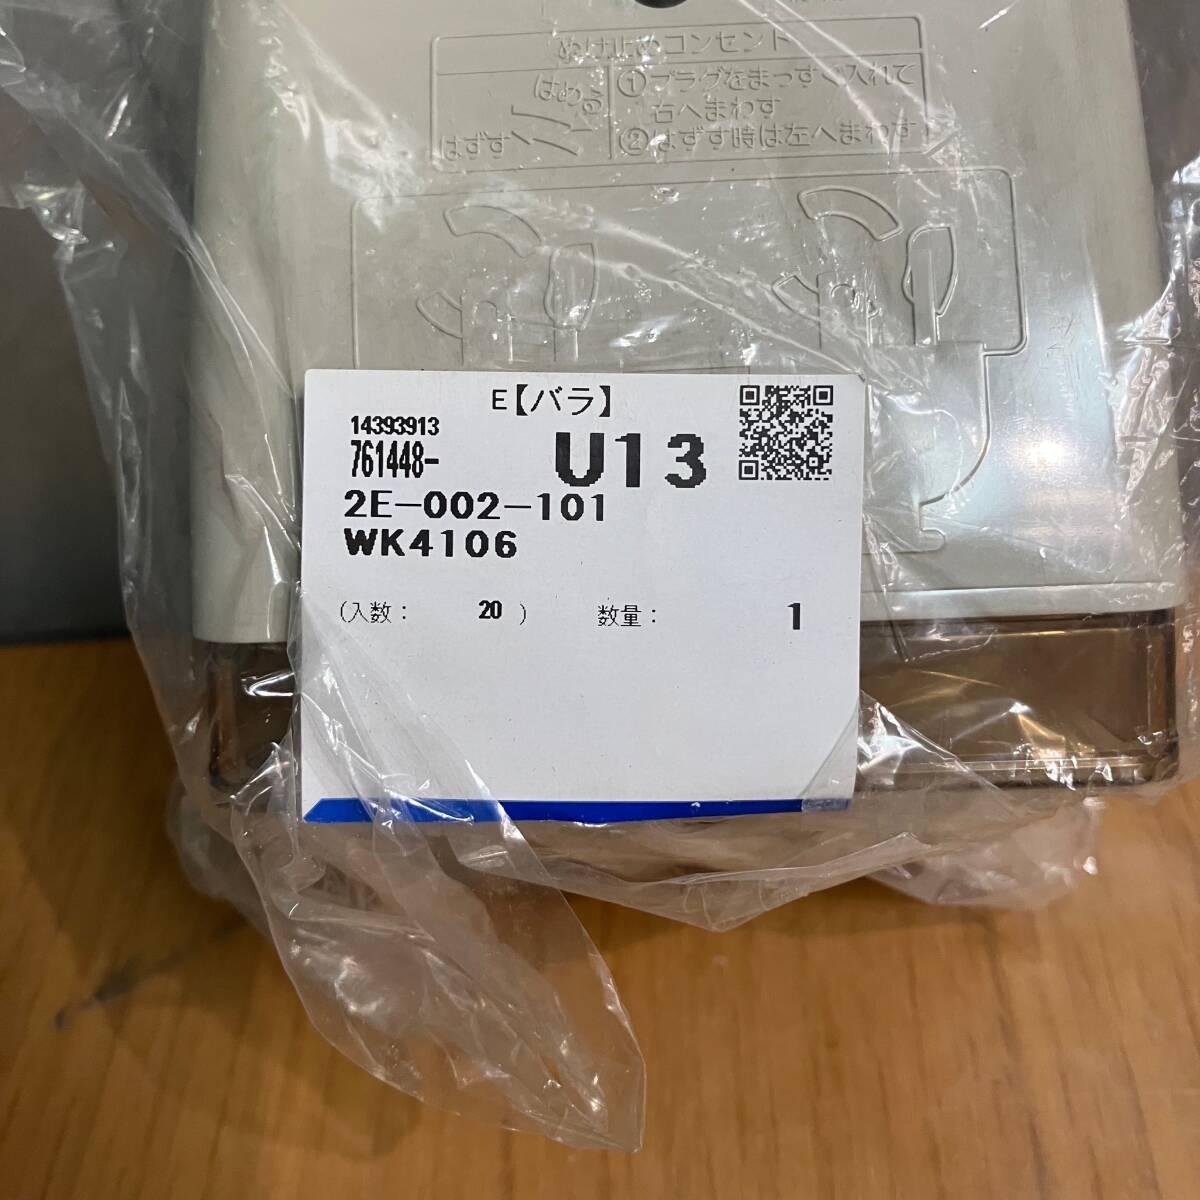 ぬけ止めコンセント
はめる
はずす
①プラグをまっすぐ入れて
右へまわす
②はずす時は左へまわす
E【バラ】
14393913
761448-
U13
2E-002-101
WK4106
(入数: 20 ) 数量: 1